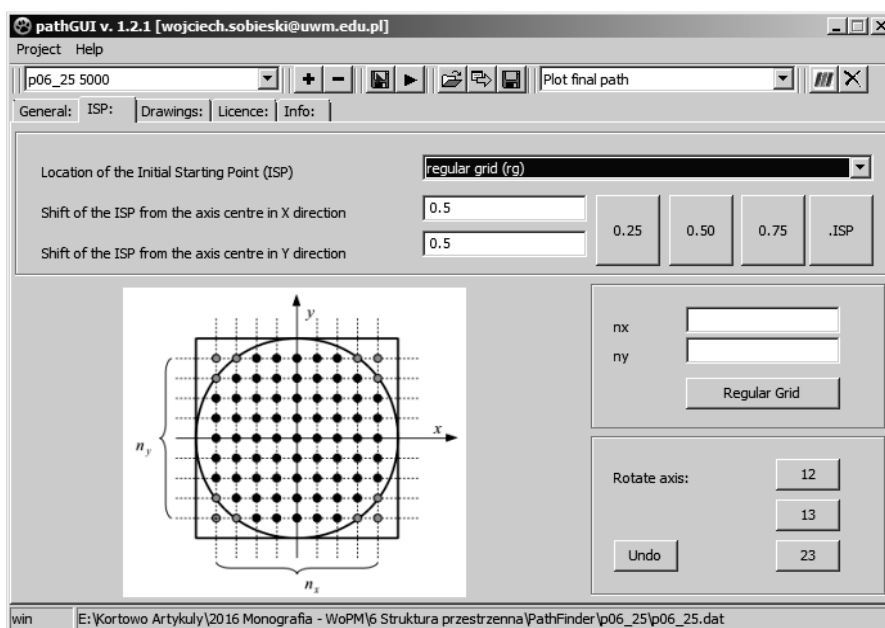 pathGUI v. 1.2.1 [wojciech.sobieski@uwm.edu.pl]
Project Help
p06_25 5000 Plot final path
General: ISP: Drawings: Licence: Info:
Location of the Initial Starting Point (ISP) regular grid (rg)
Shift of the ISP from the axis centre in X direction 0.5
Shift of the ISP from the axis centre in Y direction 0.5
0.25 0.50 0.75 .ISP
y
x
n_y
n_x
nx
ny
Regular Grid
Rotate axis: 12
13
Undo 23
win E:\Kortowo Artykuly\2016 Monografia - WoPM\6 Struktura przestrzenna\PathFinder\p06_25\p06_25.dat